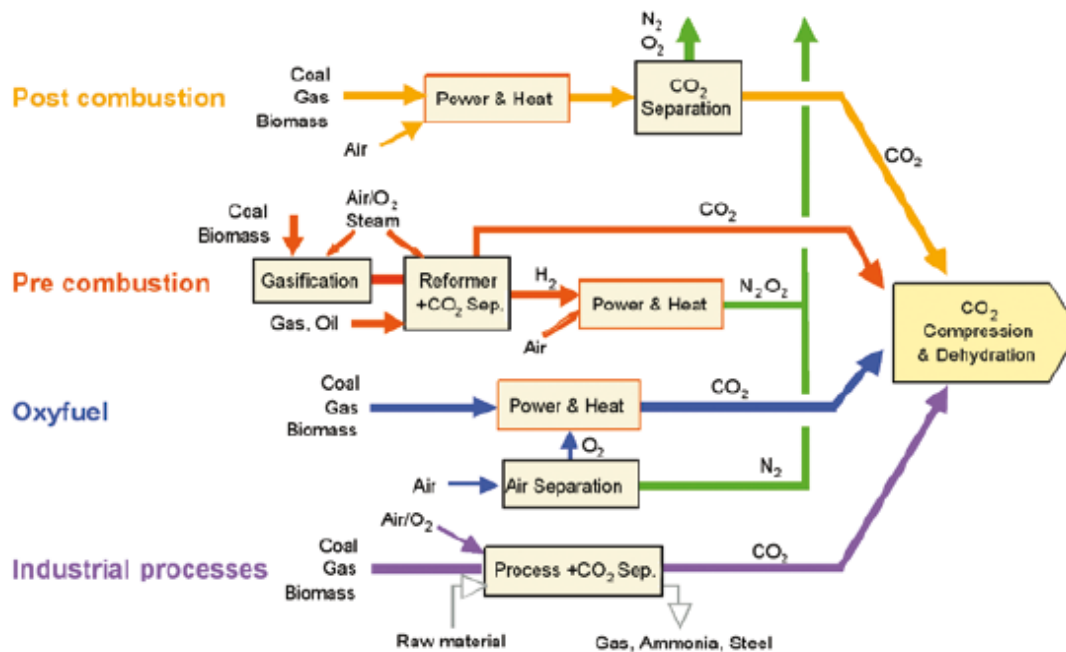 N₂
O₂
Post combustion
Coal
Gas
Biomass
Air
Power & Heat
CO₂
Separation
CO₂
Pre combustion
Coal
Biomass
Air/O₂
Steam
Gasification
Gas, Oil
Reformer
+CO₂ Sep.
CO₂
H₂
Air
Power & Heat
N₂O₂
CO₂
Compression
& Dehydration
Oxyfuel
Coal
Gas
Biomass
Power & Heat
CO₂
O₂
Air
Air Separation
N₂
Industrial processes
Air/O₂
Coal
Gas
Biomass
Process +CO₂ Sep.
CO₂
Raw material
Gas, Ammonia, Steel